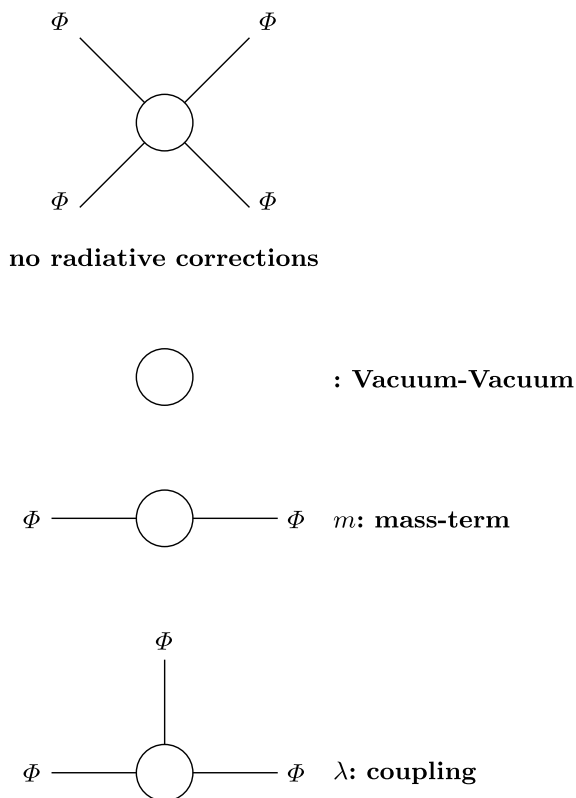 Φ Φ
Φ Φ
no radiative corrections
: Vacuum-Vacuum
Φ Φ m: mass-term
Φ
Φ Φ λ: coupling